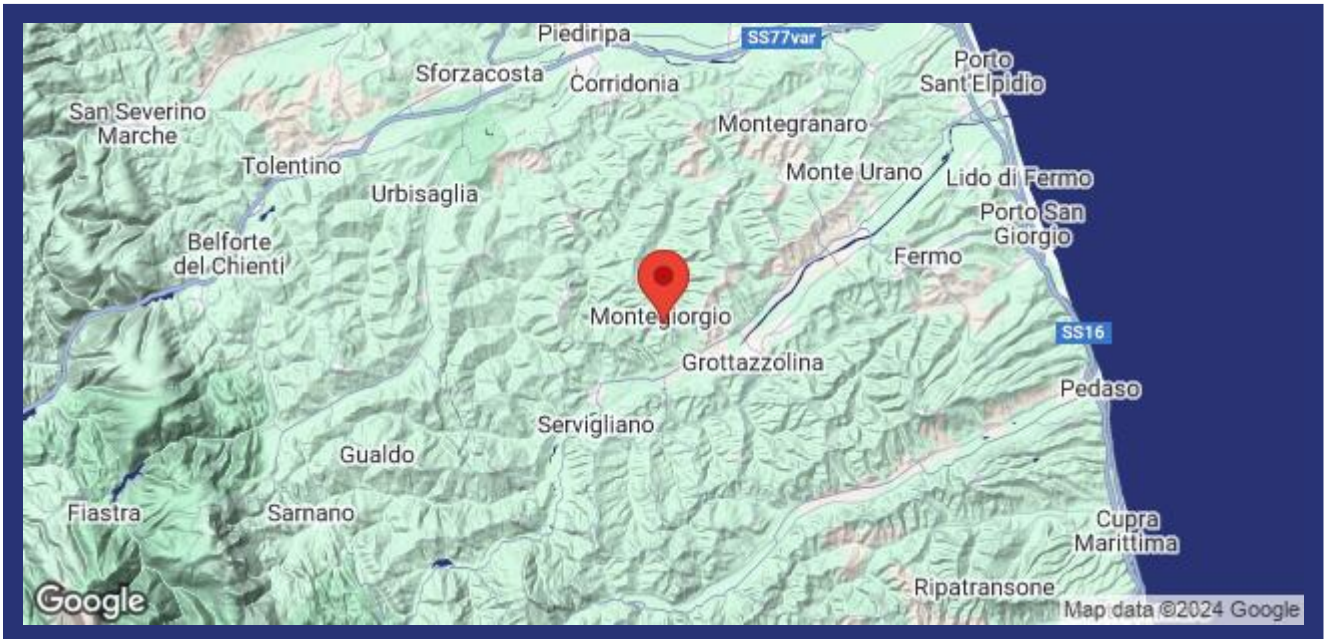 Piediripa
SS77var
Porto
Sant'Elpidio
Sforzacosta
Corridonia
San Severino
Marche
Montegranaro
Tolentino
Monte Urano
Lido di Fermo
Urbisaglia
Porto San
Giorgio
Belforte
del Chienti
Fermo
Montegiorgio
SS16
Grottazzolina
Pedaso
Servigliano
Gualdo
Fiastra
Sarnano
Cupra
Marittima
Ripatransone
Google
Map data ©2024 Google